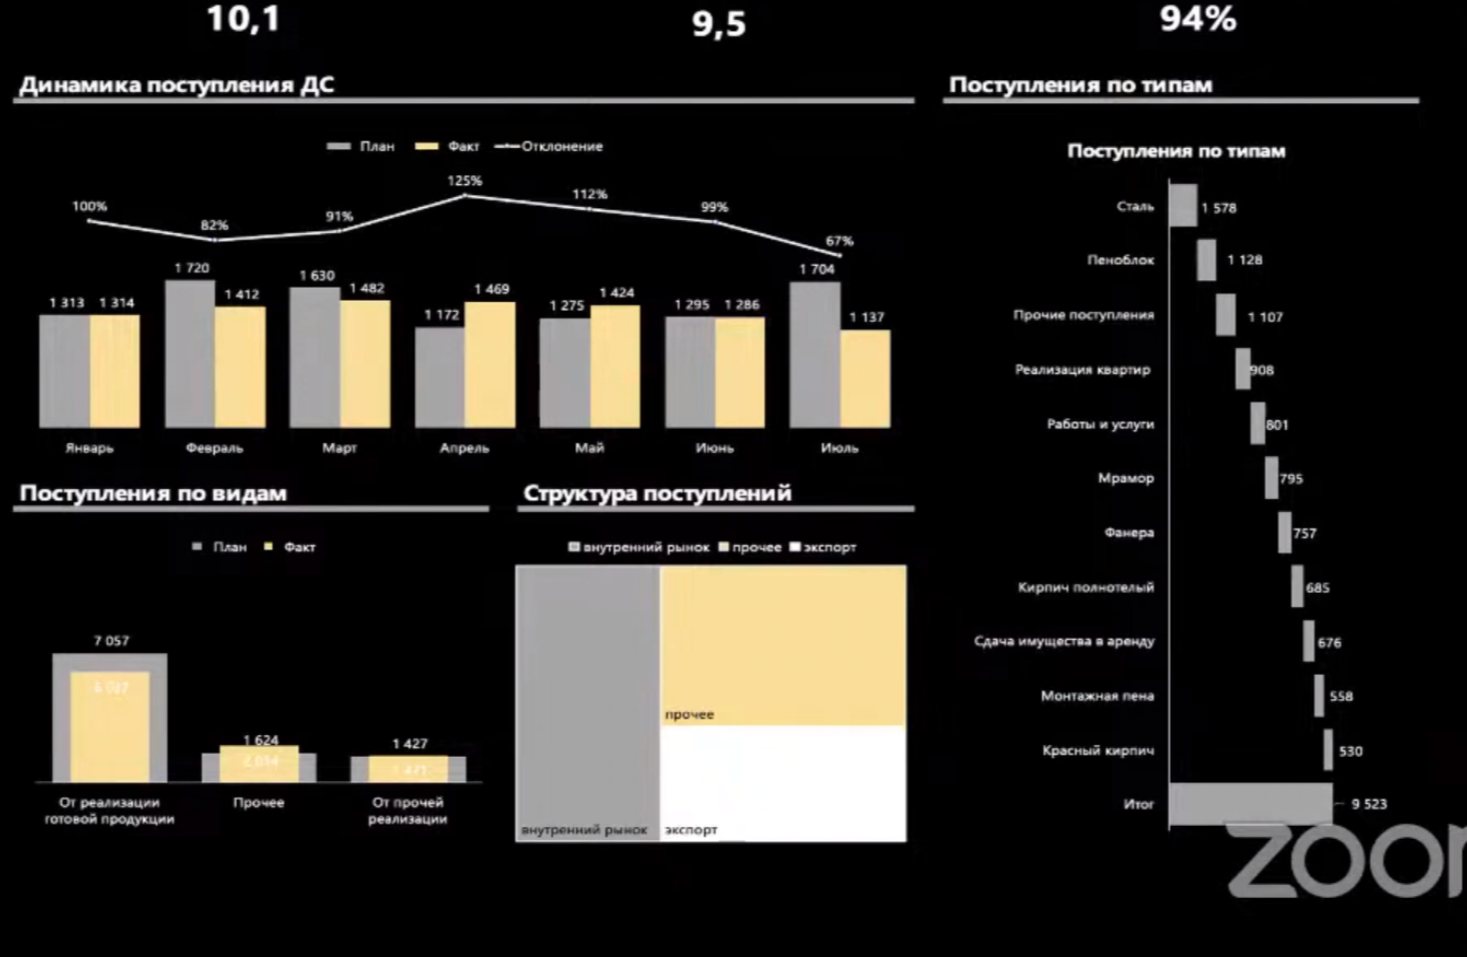 10,1
9,5
94%
Динамика поступления ДС
План Факт Отклонение
100%
82%
91%
125%
112%
99%
67%
1 313 1 314
1 720 1 412
1 630 1 482
1 172 1 469
1 275 1 424
1 295 1 286
1 704 1 137
Январь Февраль Март Апрель Май Июнь Июль
Поступления по видам
План Факт
7 057
1 624
1 427
1 471
От реализации
готовой продукции
Прочее
От прочей
реализации
Структура поступлений
внутренний рынок прочее экспорт
прочее
внутренний рынок
экспорт
Поступления по типам
Поступления по типам
Сталь 1 578
Пеноблок 1 128
Прочие поступления 1 107
Реализация квартир 908
Работы и услуги 801
Мрамор 795
Фанера 757
Кирпич полнотелый 685
Сдача имущества в аренду 676
Монтажная пена 558
Красный кирпич 530
Итог 9 523